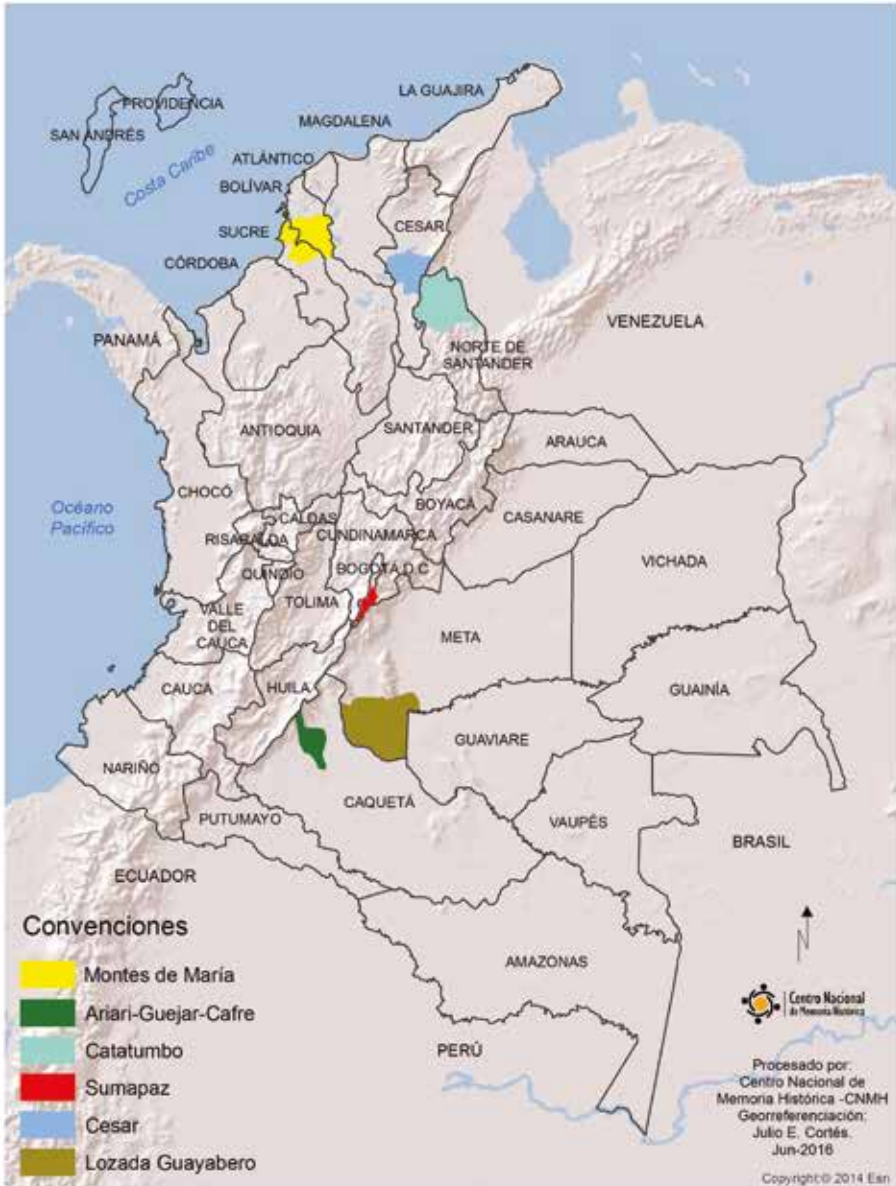 LA GUAJIRA
PROVIDENCIA
SAN ANDRÉS
MAGDALENA
Costa Caribe
ATLÁNTICO
BOLÍVAR
CESAR
SUCRE
CÓRDOBA
VENEZUELA
PANAMÁ
NORTE DE
SANTANDER
ANTIOQUIA
SANTANDER
ARAUCA
CHOCÓ
BOYACÁ
Océano
Pacífico
CALDAS
CASANARE
CUNDINAMARCA
RISARALDA
VICHADA
BOGOTÁ D.C
QUINDIO
TOLIMA
VALLE
DEL
CAUCA
META
CAUCA
HUILA
GUAINÍA
GUAVIARE
NARIÑO
CAQUETÁ
PUTUMAYO
VAUPÉS
BRASIL
ECUADOR
Convenciones
Montes de María
Ariari-Guejar-Cafre
Catatumbo
Sumapaz
Cesar
Lozada Guayabero
AMAZONAS
PERÚ
N
Centro Nacional
de Memoria Histórica
Procesado por:
Centro Nacional de
Memoria Histórica -CNMH
Georreferenciación:
Julio E. Cortés.
Jun-2016
Copyright:© 2014 Esri